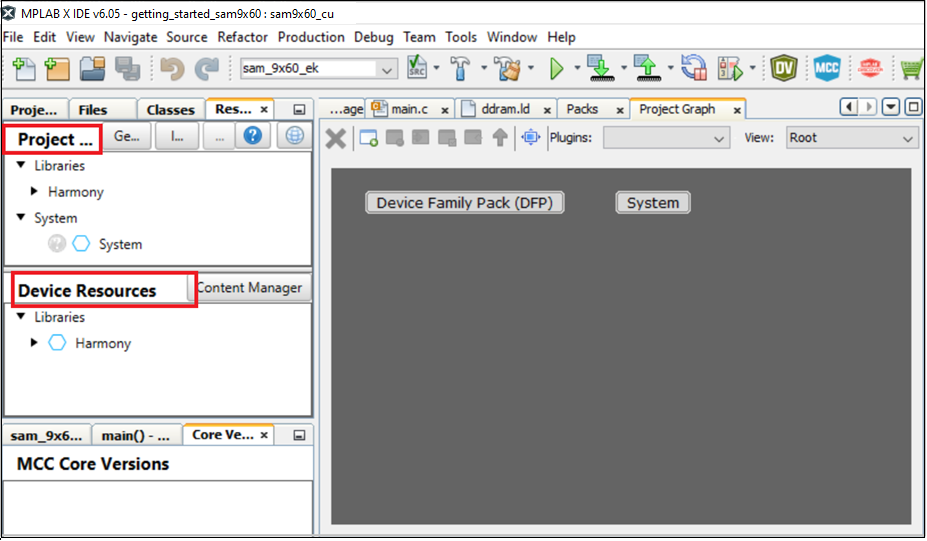 MPLAB X IDE v6.05 - getting_started_sam9x60 : sam9x60_cu
File Edit View Navigate Source Refactor Production Debug Team Tools Window Help
sam_9x60_ek
SRC
DV
MCC
Proje... Files Classes Res...
Project ... Ge... I... ...
Libraries
Harmony
System
System
Device Resources Content Manager
Libraries
Harmony
sam_9x6... main() - ... Core Ve...
MCC Core Versions
...age main.c ddram.ld Packs Project Graph
Plugins: View: Root
Device Family Pack (DFP) System